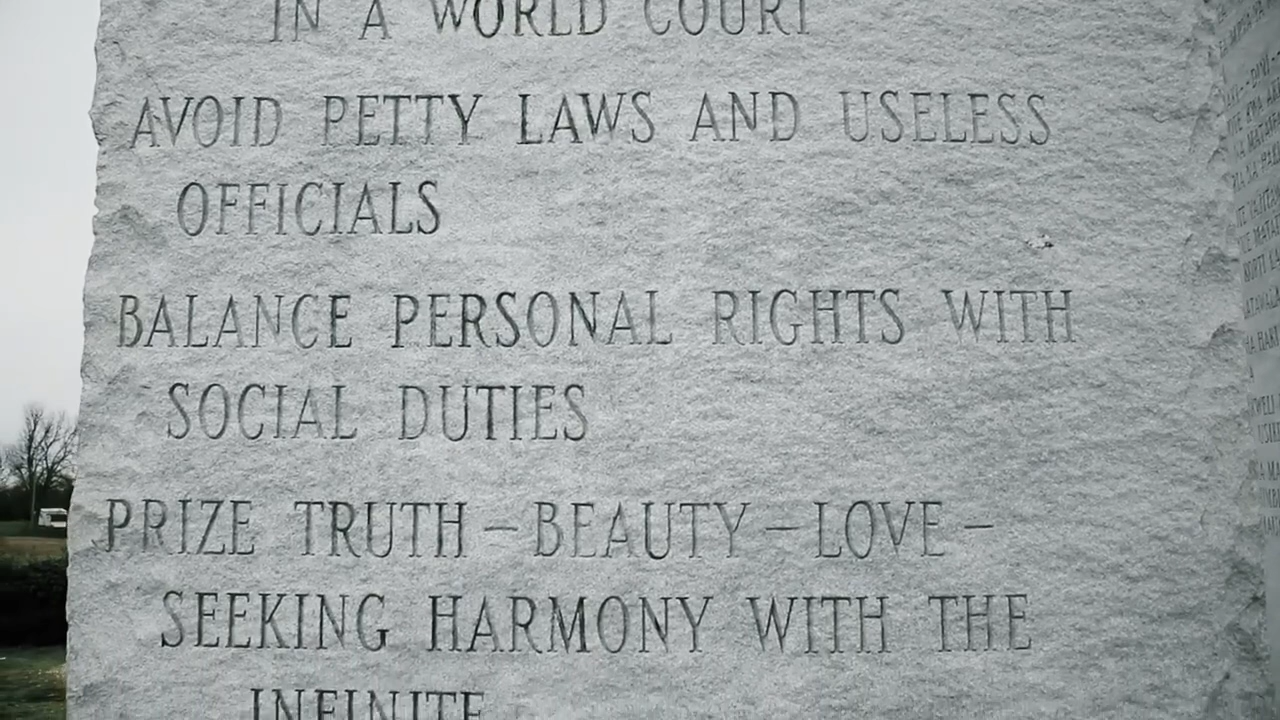 IN A WORLD COURT
AVOID PETTY LAWS AND USELESS
OFFICIALS
BALANCE PERSONAL RIGHTS WITH
SOCIAL DUTIES
PRIZE TRUTH — BEAUTY — LOVE —
SEEKING HARMONY WITH THE
INFINITE